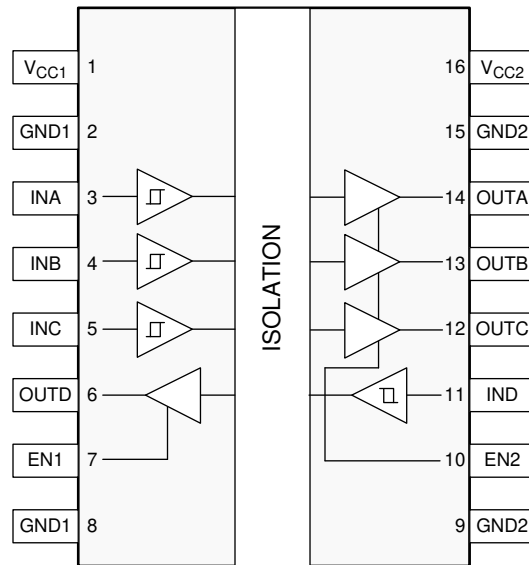 VCC1 1 16 VCC2
GND1 2 15 GND2
INA 3 14 OUTA
INB 4 13 OUTB
INC 5 12 OUTC
OUTD 6 11 IND
EN1 7 10 EN2
GND1 8 9 GND2
ISOLATION